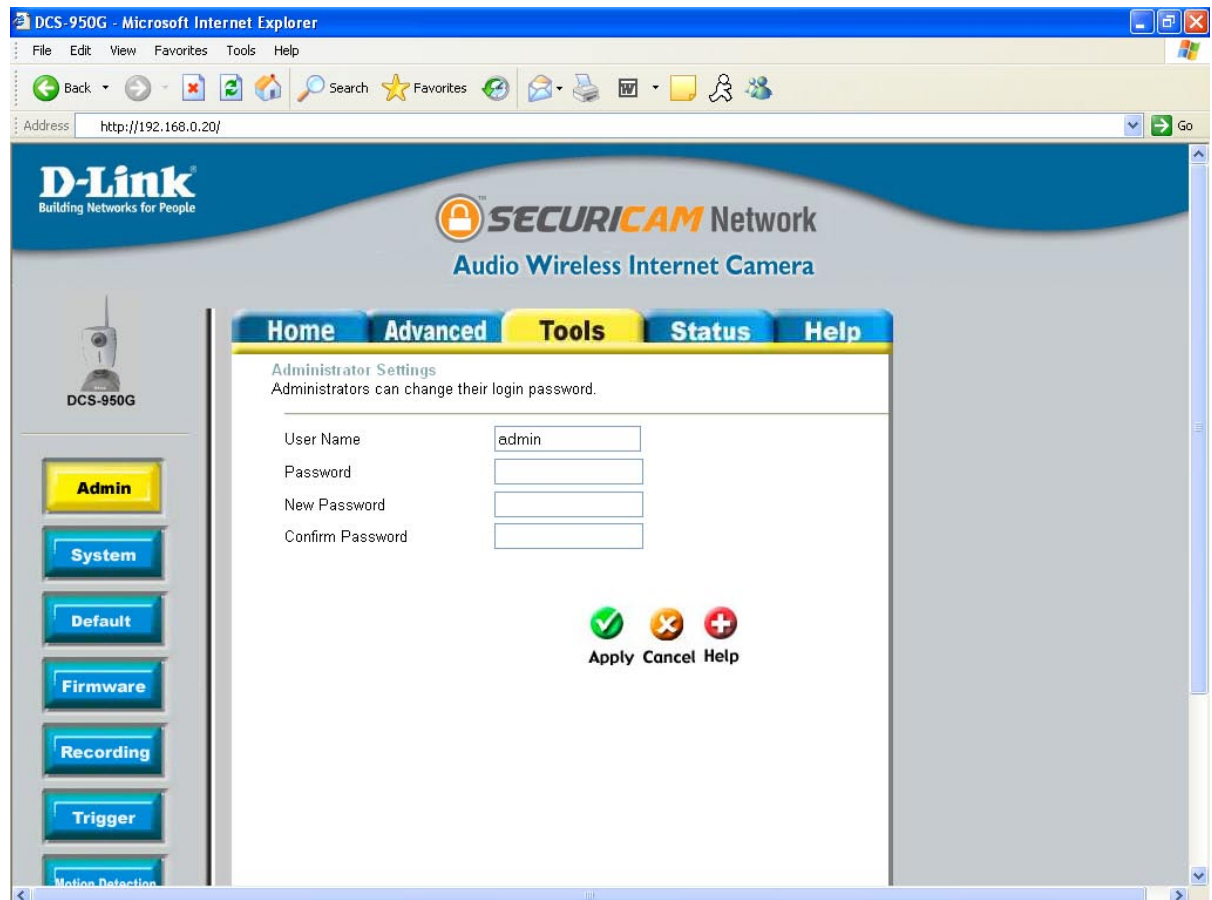 DCS-950G - Microsoft Internet Explorer
File Edit View Favorites Tools Help
Back Search Favorites
Address http://192.168.0.20/ Go
D-Link
Building Networks for People
SECURICAM Network
Audio Wireless Internet Camera
DCS-950G
Home Advanced Tools Status Help
Administrator Settings
Administrators can change their login password.
User Name admin
Password
New Password
Confirm Password
Apply Cancel Help
Admin
System
Default
Firmware
Recording
Trigger
Motion Detection